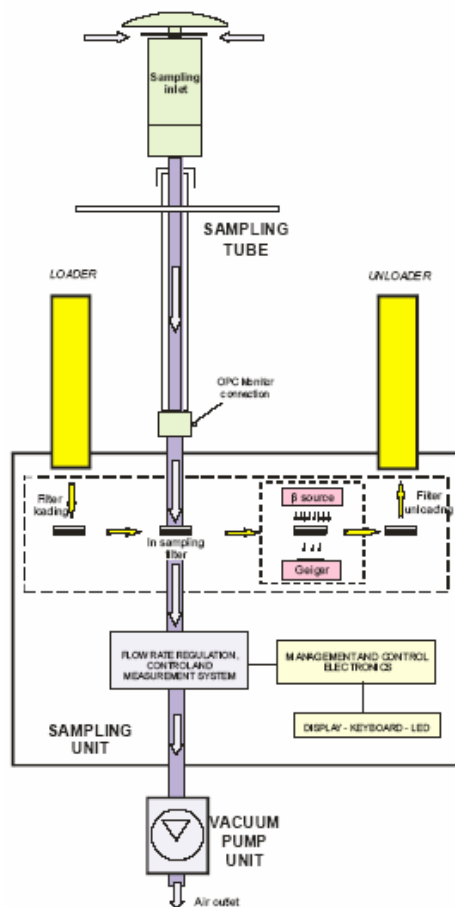 Sampling
inlet
SAMPLING
TUBE
LOADER
UNLOADER
OPC Monitor
connection
Filter
loading
β source
Filter
unloading
In sampling
filter
Geiger
FLOW RATE REGULATION,
CONTROL AND
MEASUREMENT SYSTEM
MANAGEMENT AND CONTROL
ELECTRONICS
DISPLAY - KEYBOARD - LED
SAMPLING
UNIT
VACUUM
PUMP
UNIT
Air outlet